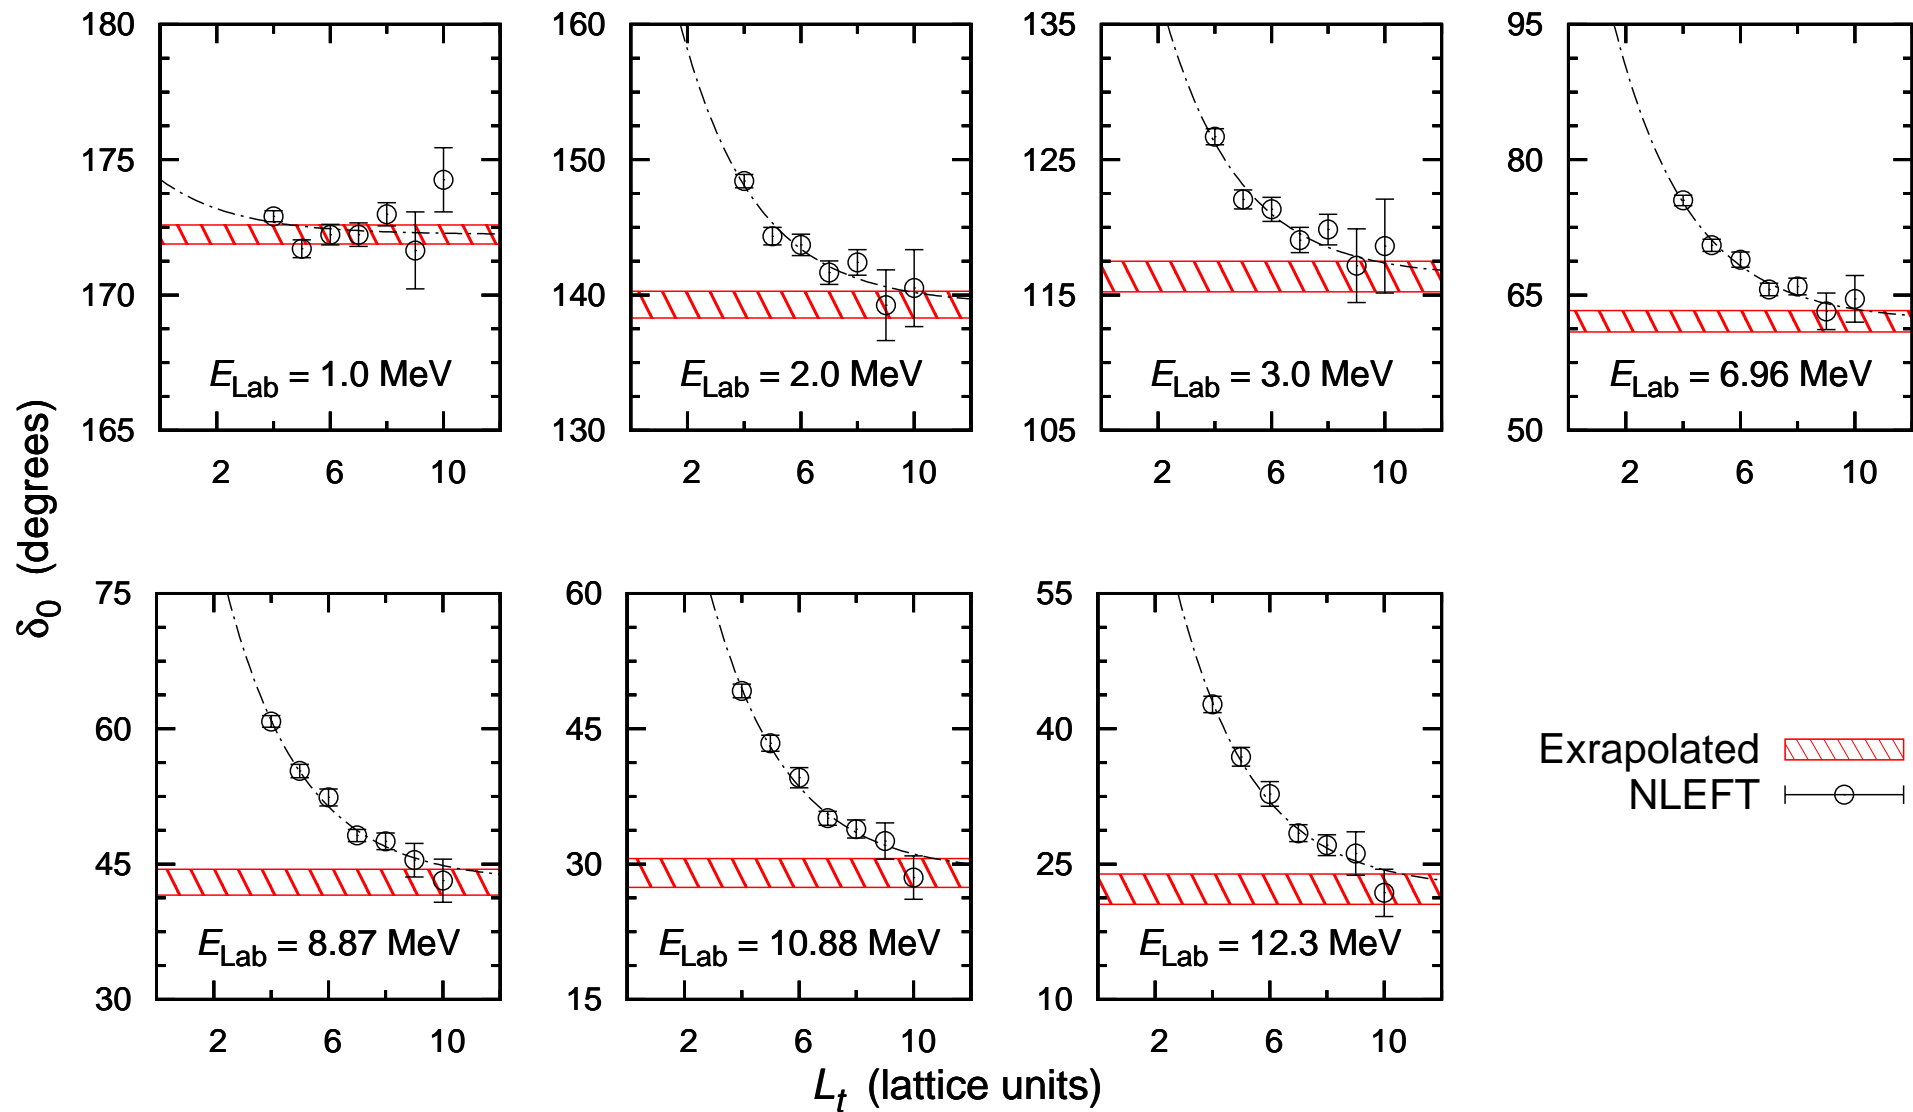 180
175
170
165
2 6 10
E_Lab = 1.0 MeV
160
150
140
130
2 6 10
E_Lab = 2.0 MeV
135
125
115
105
2 6 10
E_Lab = 3.0 MeV
95
80
65
50
2 6 10
E_Lab = 6.96 MeV
δ0 (degrees)
75
60
45
30
2 6 10
E_Lab = 8.87 MeV
60
45
30
15
2 6 10
E_Lab = 10.88 MeV
55
40
25
10
2 6 10
E_Lab = 12.3 MeV
Exrapolated
NLEFT
L_t (lattice units)